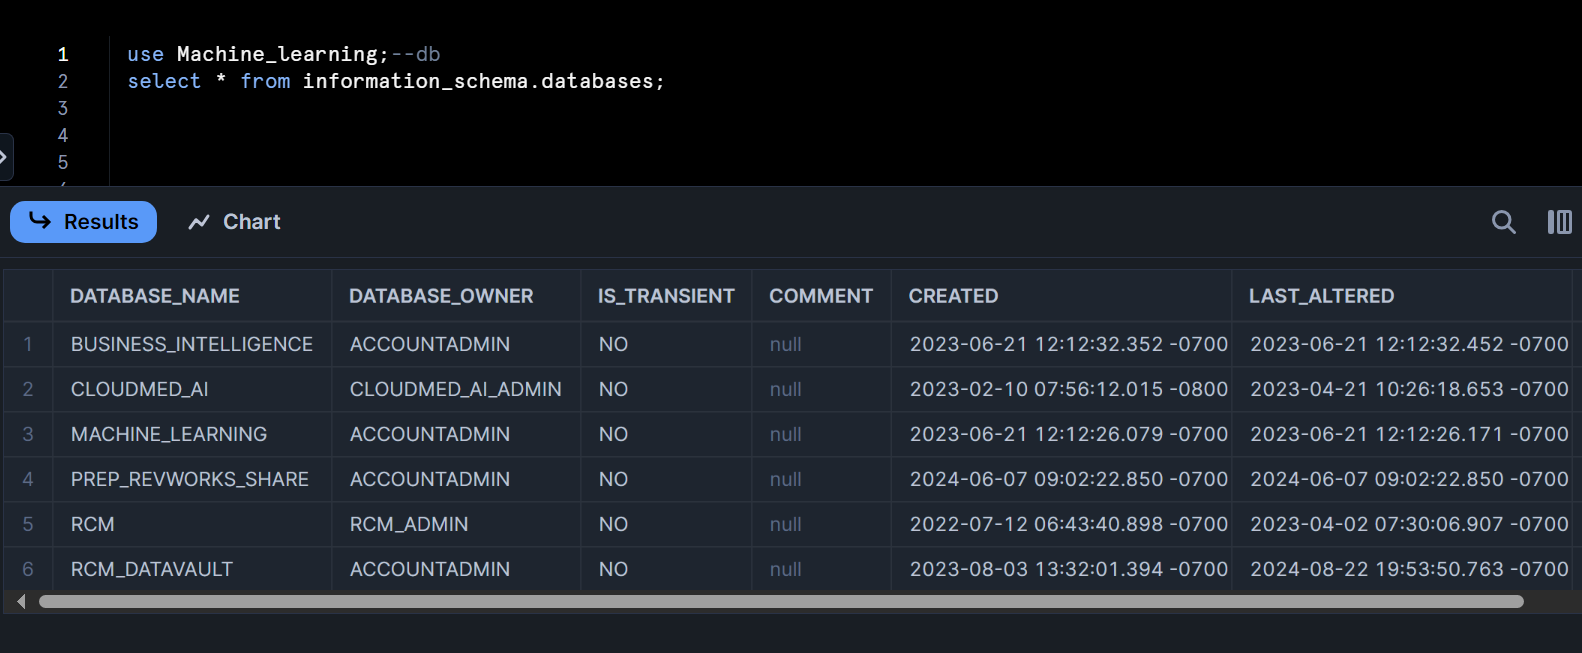 1 use Machine_learning;--db
2 select * from information_schema.databases;
3
4
5
Results Chart
DATABASE_NAME DATABASE_OWNER IS_TRANSIENT COMMENT CREATED LAST_ALTERED
1 BUSINESS_INTELLIGENCE ACCOUNTADMIN NO null 2023-06-21 12:12:32.352 -0700 2023-06-21 12:12:32.452 -0700
2 CLOUDMED_AI CLOUDMED_AI_ADMIN NO null 2023-02-10 07:56:12.015 -0800 2023-04-21 10:26:18.653 -0700
3 MACHINE_LEARNING ACCOUNTADMIN NO null 2023-06-21 12:12:26.079 -0700 2023-06-21 12:12:26.171 -0700
4 PREP_REVWORKS_SHARE ACCOUNTADMIN NO null 2024-06-07 09:02:22.850 -0700 2024-06-07 09:02:22.850 -0700
5 RCM RCM_ADMIN NO null 2022-07-12 06:43:40.898 -0700 2023-04-02 07:30:06.907 -0700
6 RCM_DATAVAULT ACCOUNTADMIN NO null 2023-08-03 13:32:01.394 -0700 2024-08-22 19:53:50.763 -0700